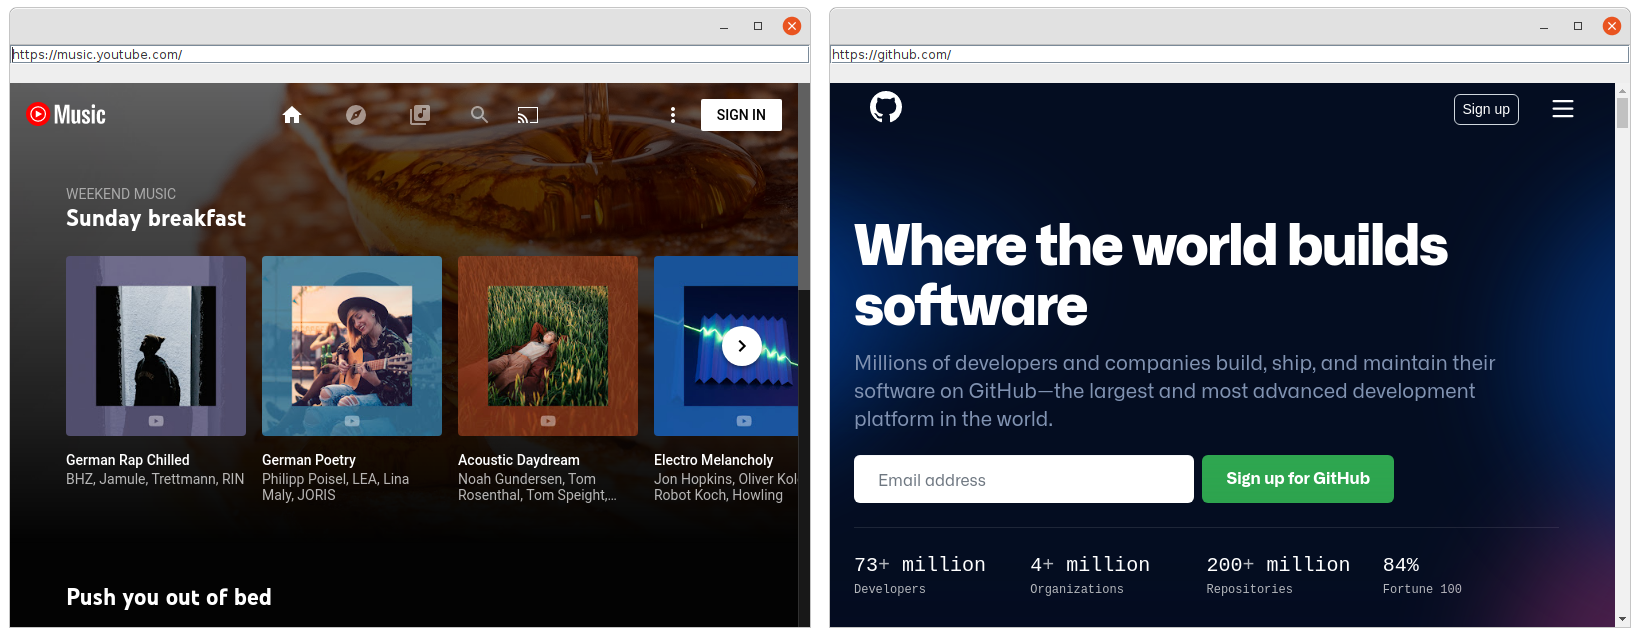 https://music.youtube.com/
Music
SIGN IN
WEEKEND MUSIC
Sunday breakfast
German Rap Chilled
BHZ, Jamule, Trettmann, RIN
German Poetry
Philipp Poisel, LEA, Lina
Maly, JORIS
Acoustic Daydream
Noah Gundersen, Tom
Rosenthal, Tom Speight,...
Electro Melancholy
Jon Hopkins, Oliver Kol
Robot Koch, Howling
Push you out of bed
https://github.com/
Sign up
Where the world builds
software
Millions of developers and companies build, ship, and maintain their
software on GitHub—the largest and most advanced development
platform in the world.
Email address
Sign up for GitHub
73+ million
Developers
4+ million
Organizations
200+ million
Repositories
84%
Fortune 100